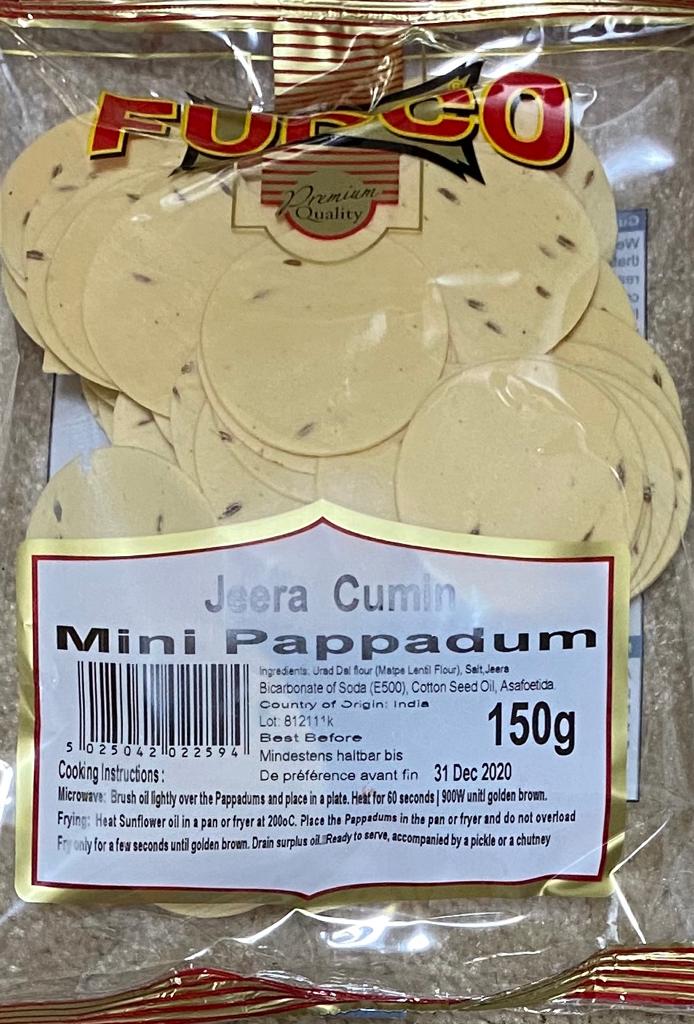 FUDCO
Premium
Quality
Jeera Cumin
Mini Pappadum
Ingredients: Urad Dal flour (Matpe Lentil Flour), Salt,Jeera
Bicarbonate of Soda (E500), Cotton Seed Oil, Asafoetida.
Country of Origin: India
Lot: 812111k
150g
Best Before
Mindestens haltbar bis
De préférence avant fin 31 Dec 2020
5 025042 022594
Cooking Instructions :
Microwave: Brush oil lightly over the Pappadums and place in a plate. Heat for 60 seconds | 900W unitl golden brown.
Frying: Heat Sunflower oil in a pan or fryer at 200oC. Place the Pappadums in the pan or fryer and do not overload
Fry only for a few seconds until golden brown. Drain surplus oil. Ready to serve, accompanied by a pickle or a chutney